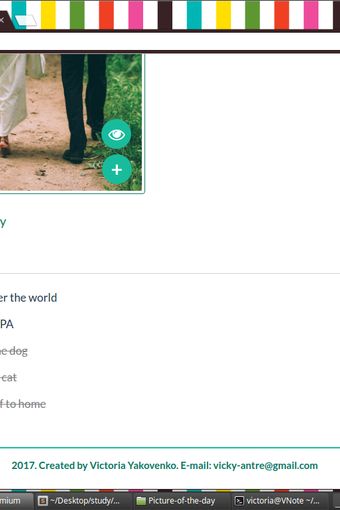 y
er the world
PA
e dog
cat
f to home
2017. Created by Victoria Yakovenko. E-mail: vicky-antre@gmail.com
mium
~/Desktop/study/...
Picture-of-the-day
victoria@VNote ~/...